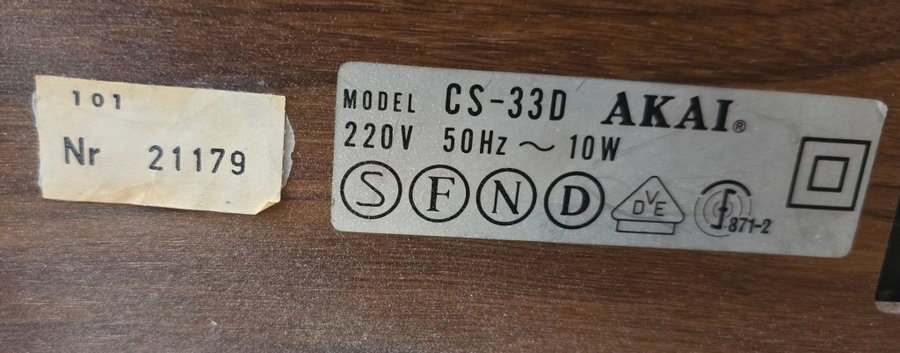 101
Nr 21179
MODEL CS-33D AKAI®
220V 50Hz ~ 10W
S F N D DVE 871-2